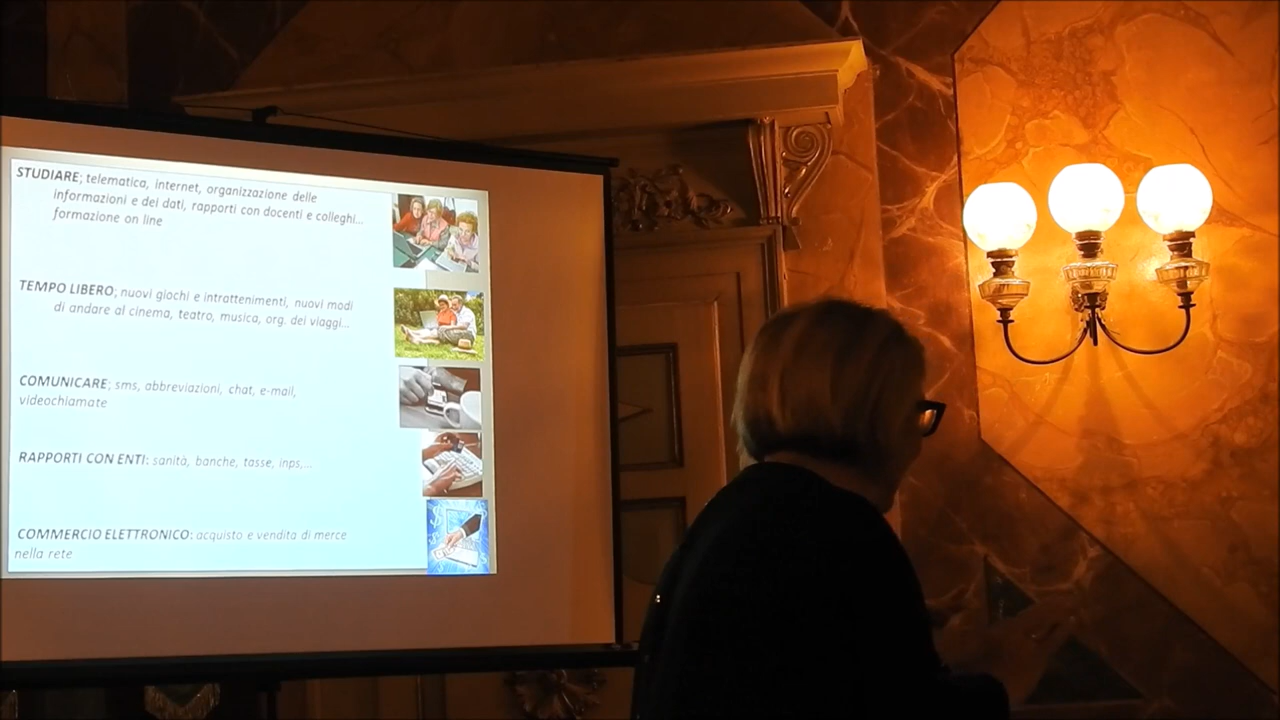 STUDIARE; telematica, internet, organizzazione delle
informazioni e dei dati, rapporti con docenti e colleghi...
formazione on line
TEMPO LIBERO; nuovi giochi e intrattenimenti, nuovi modi
di andare al cinema, teatro, musica, org. dei viaggi...
COMUNICARE; sms, abbreviazioni, chat, e-mail,
videochiamate
RAPPORTI CON ENTI: sanità, banche, tasse, inps,...
COMMERCIO ELETTRONICO: acquisto e vendita di merce
nella rete